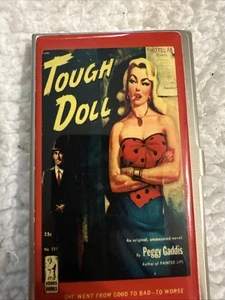 HOTEL
TOUGH
DOLL
An original, uncensored novel
By Peggy Gaddis
Author of PAINTED LIPS
25c
WENT FROM GOOD TO BAD-TO WORSE